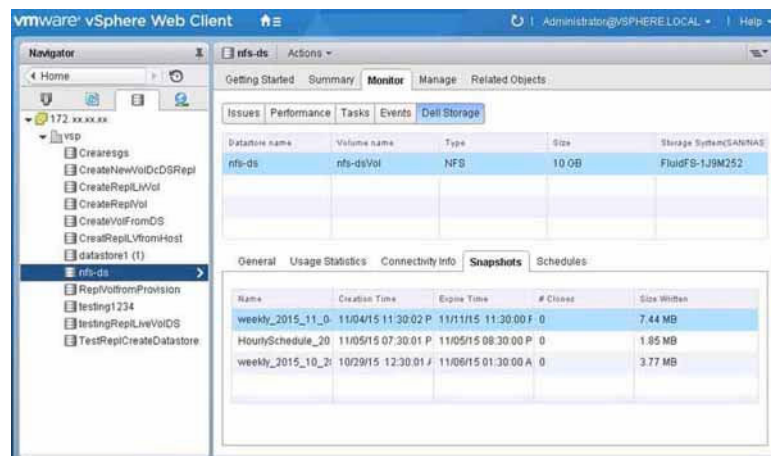 vmware® vSphere Web Client
Administrator@VSPHERE.LOCAL
Help
Navigator
Home
172 xx.xx.xx
vsp
Crearesgs
CreateNewVolDcDSRepl
CreateReplLivVol
CreateReplVol
CreateVolFromDS
CreatReplLVfromHost
datastore1 (1)
nfs-ds
ReplVolfromProvision
testing1234
testingReplLiveVolDS
TestReplCreateDatastore
nfs-ds Actions
Getting Started Summary Monitor Manage Related Objects
Issues Performance Tasks Events Dell Storage
Datastore name Volume name Type Size Storage System(SAN/NAS
nfs-ds nfs-dsVol NFS 10 GB FluidFS-1J9M252
General Usage Statistics Connectivity Info Snapshots Schedules
Name Creation Time Expire Time # Clones Size Written
weekly_2015_11_0 11/04/15 11:30:02 P 11/11/15 11:30:00 F 0 7.44 MB
HourlySchedule_20 11/05/15 07:30:01 P 11/05/15 08:30:00 P 0 1.85 MB
weekly_2015_10_2 10/29/15 12:30:01 A 11/06/15 01:30:00 A 0 3.77 MB